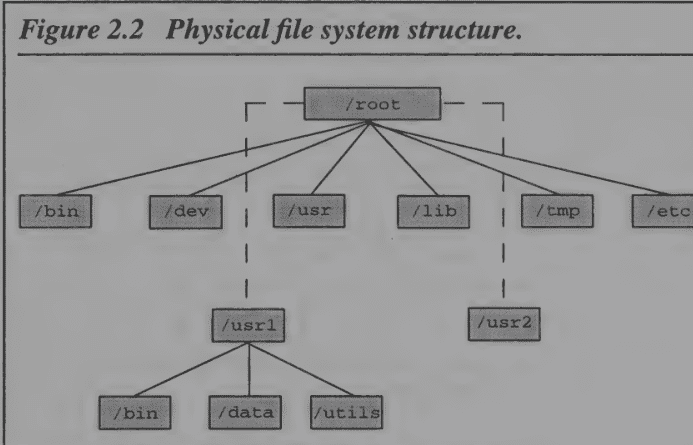 Figure 2.2 Physical file system structure.
/root
/bin /dev /usr /lib /tmp /etc
/usr1 /usr2
/bin /data /utils